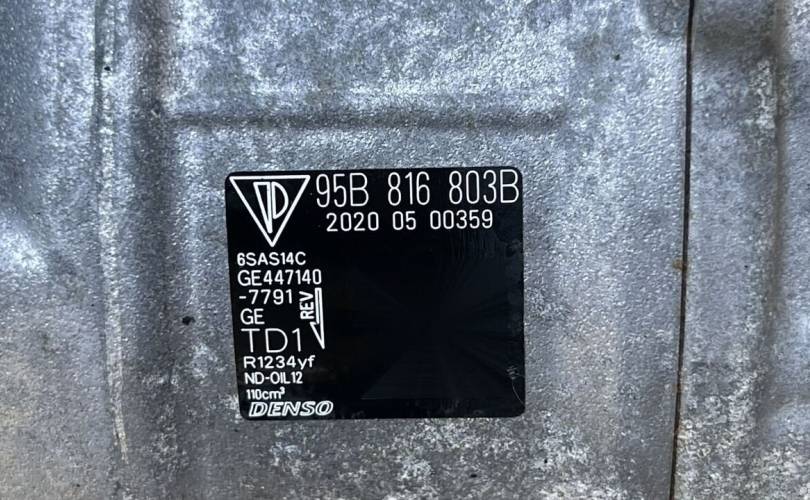 95B 816 803B
2020 05 00359
6SAS14C
GE447140
-7791
REV
GE
TD1
R1234yf
ND-OIL12
110cm³
DENSO